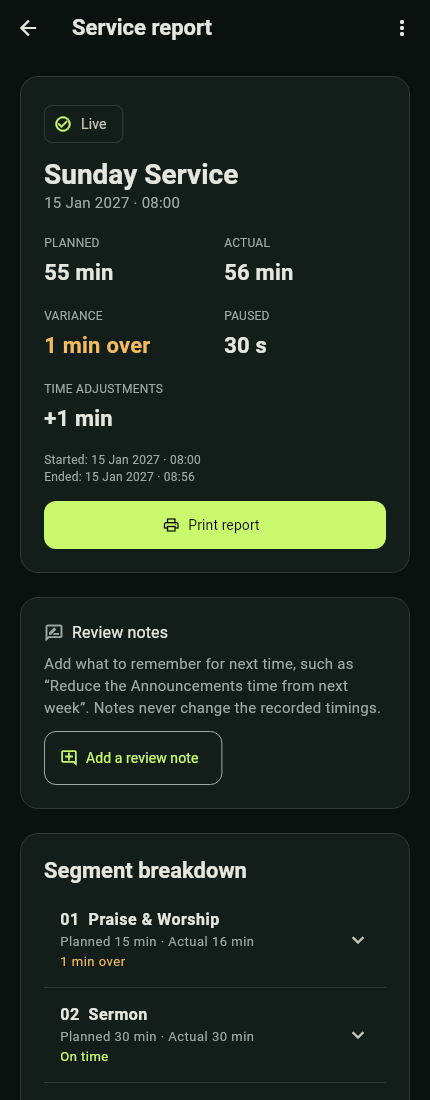 Service report
Live
Sunday Service
15 Jan 2027 · 08:00
PLANNED
ACTUAL
55 min
56 min
VARIANCE
PAUSED
1 min over
30 s
TIME ADJUSTMENTS
+1 min
Started: 15 Jan 2027 · 08:00
Ended: 15 Jan 2027 · 08:56
Print report
Review notes
Add what to remember for next time, such as
“Reduce the Announcements time from next
week”. Notes never change the recorded timings.
Add a review note
Segment breakdown
01 Praise & Worship
Planned 15 min · Actual 16 min
1 min over
02 Sermon
Planned 30 min · Actual 30 min
On time